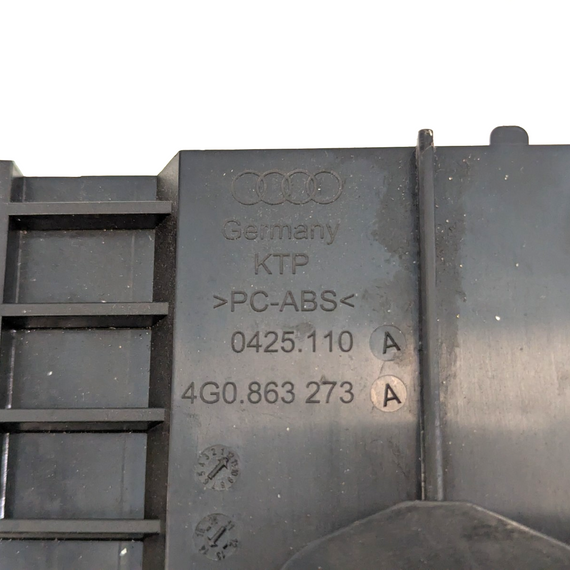 Germany
KTP
>PC-ABS<
0425.110 A
4G0.863 273 A